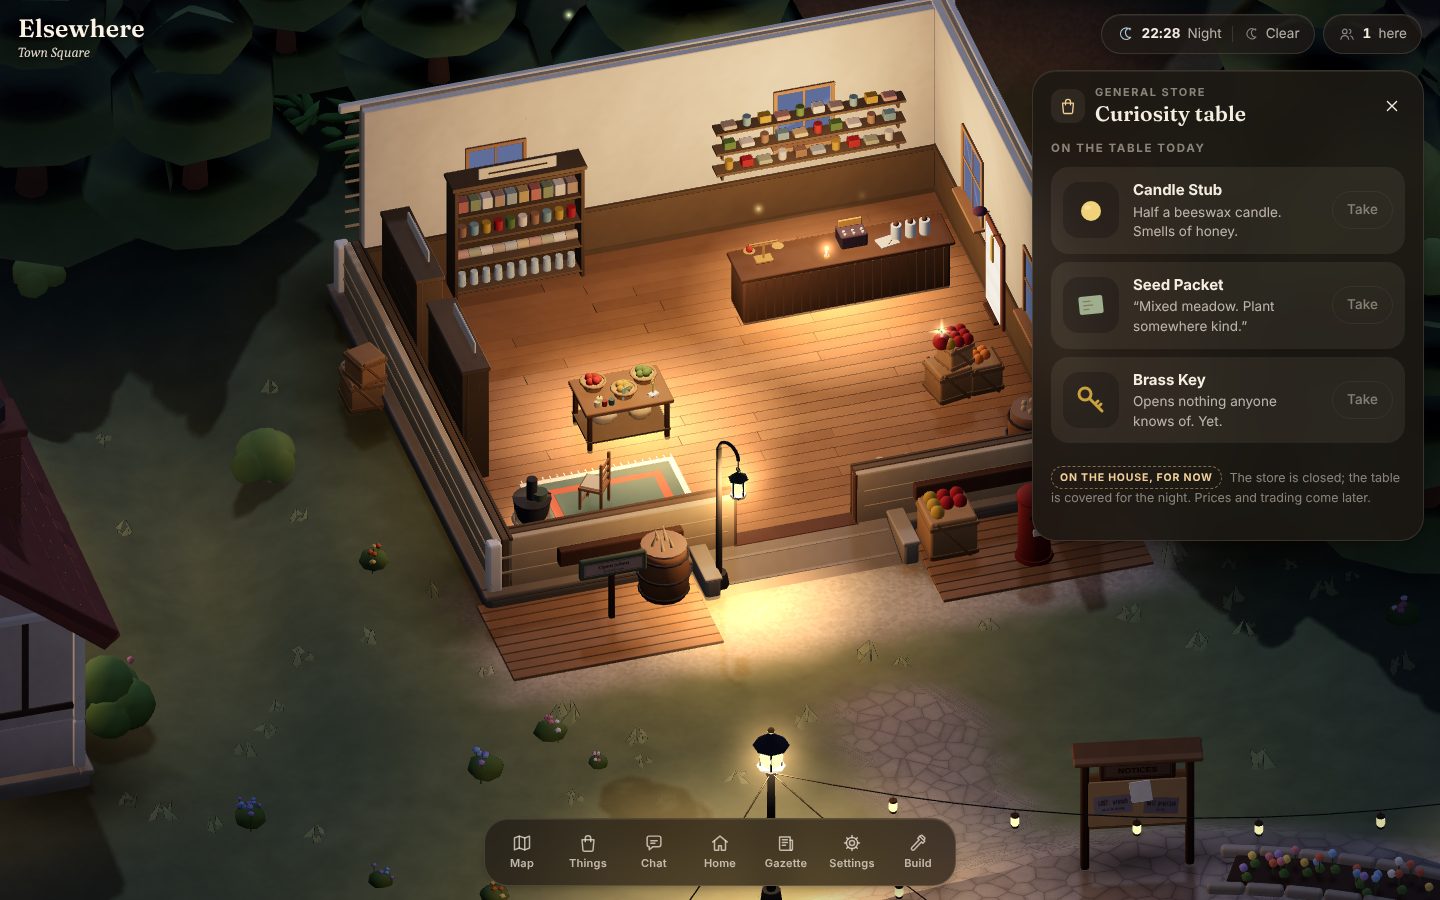 Elsewhere
Town Square
22:28 Night
Clear
1 here
GENERAL STORE
Curiosity table
ON THE TABLE TODAY
Candle Stub
Half a beeswax candle.
Smells of honey.
Take
Seed Packet
“Mixed meadow. Plant
somewhere kind.”
Take
Brass Key
Opens nothing anyone
knows of. Yet.
Take
ON THE HOUSE, FOR NOW The store is closed; the table
is covered for the night. Prices and trading come later.
NOTICES
Map
Things
Chat
Home
Gazette
Settings
Build